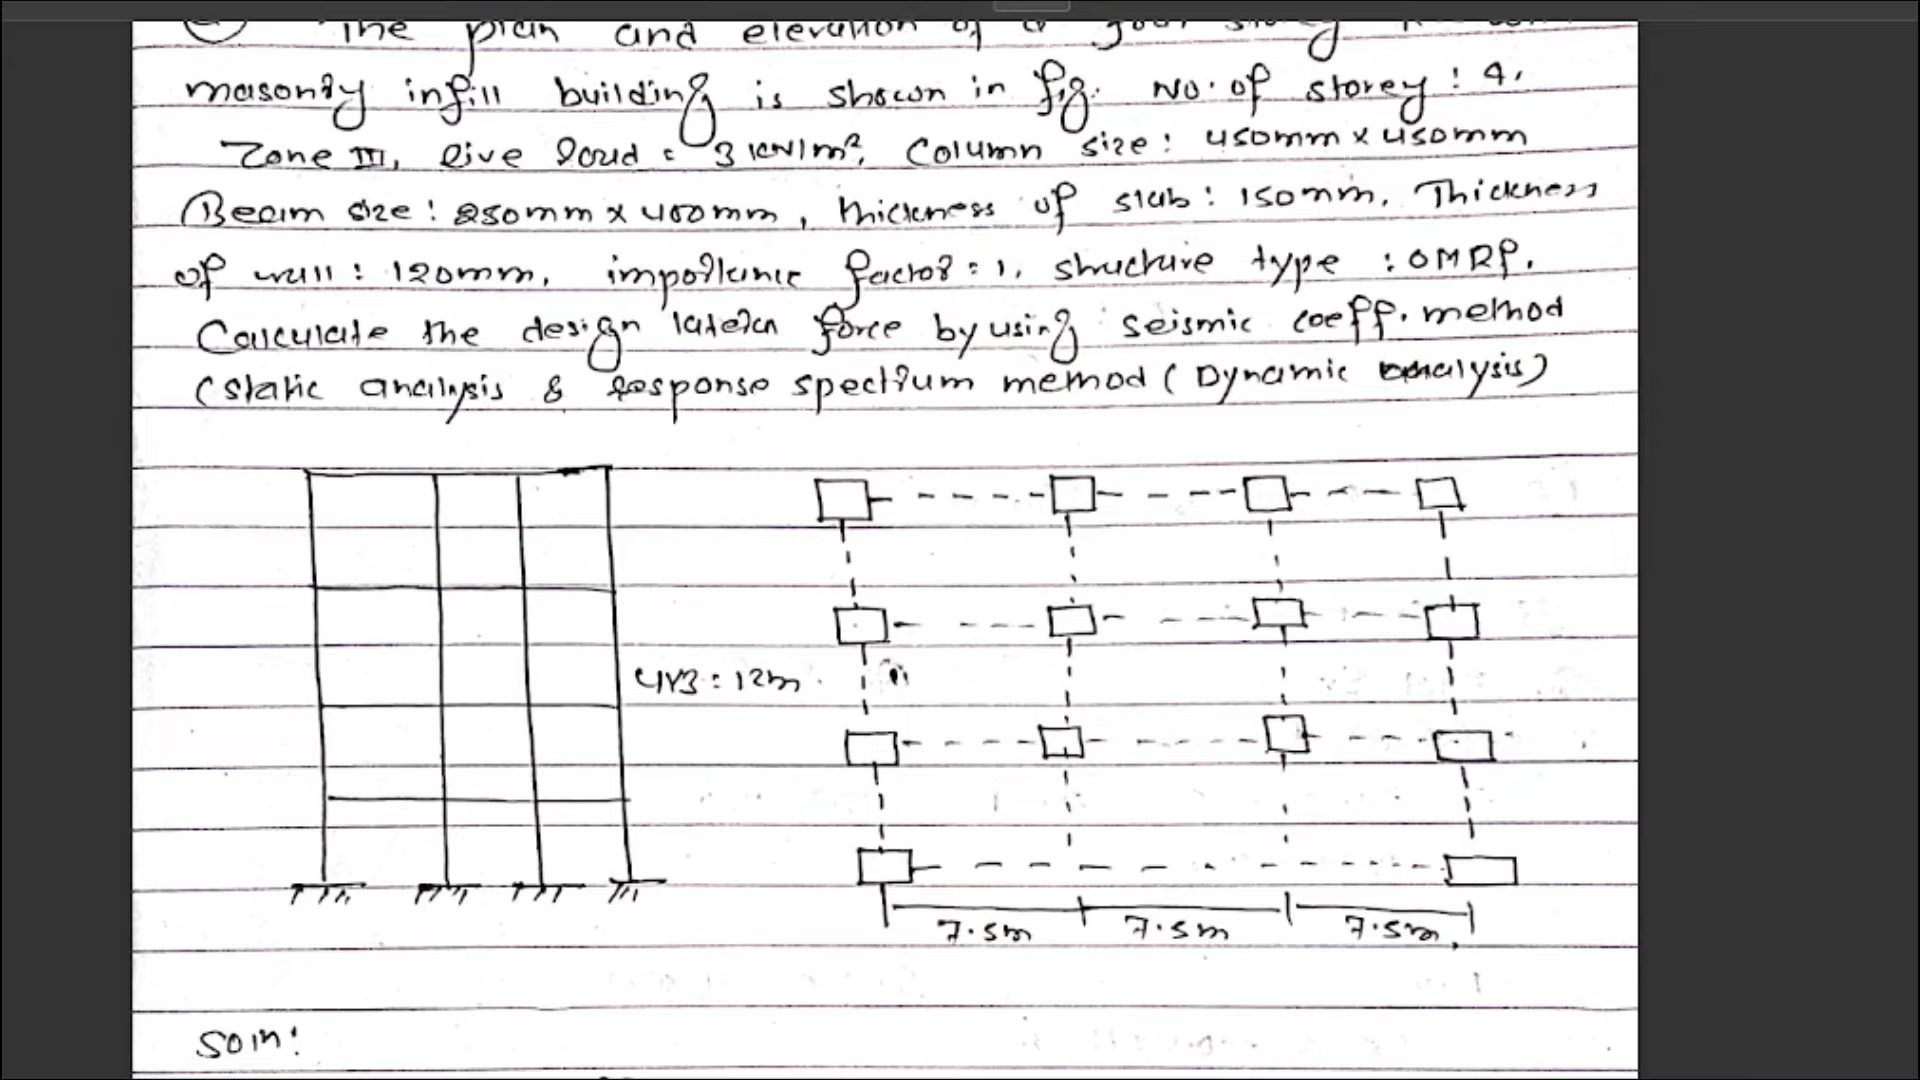 The plan and elevation of a four storey
masonry infill building is shown in fig. No. of storey : 4,
Zone III, live load = 3 kN/m², Column size : 450mm x 450mm
Beam size : 250mm x 400mm, thickness of slab : 150mm, Thickness
of wall : 120mm, importance factor = 1, structure type : OMRF.
Calculate the design lateral force by using seismic coeff. method
(static analysis & response spectrum method (Dynamic analysis)
4x3 = 12m
7.5m 7.5m 7.5m
Soln: